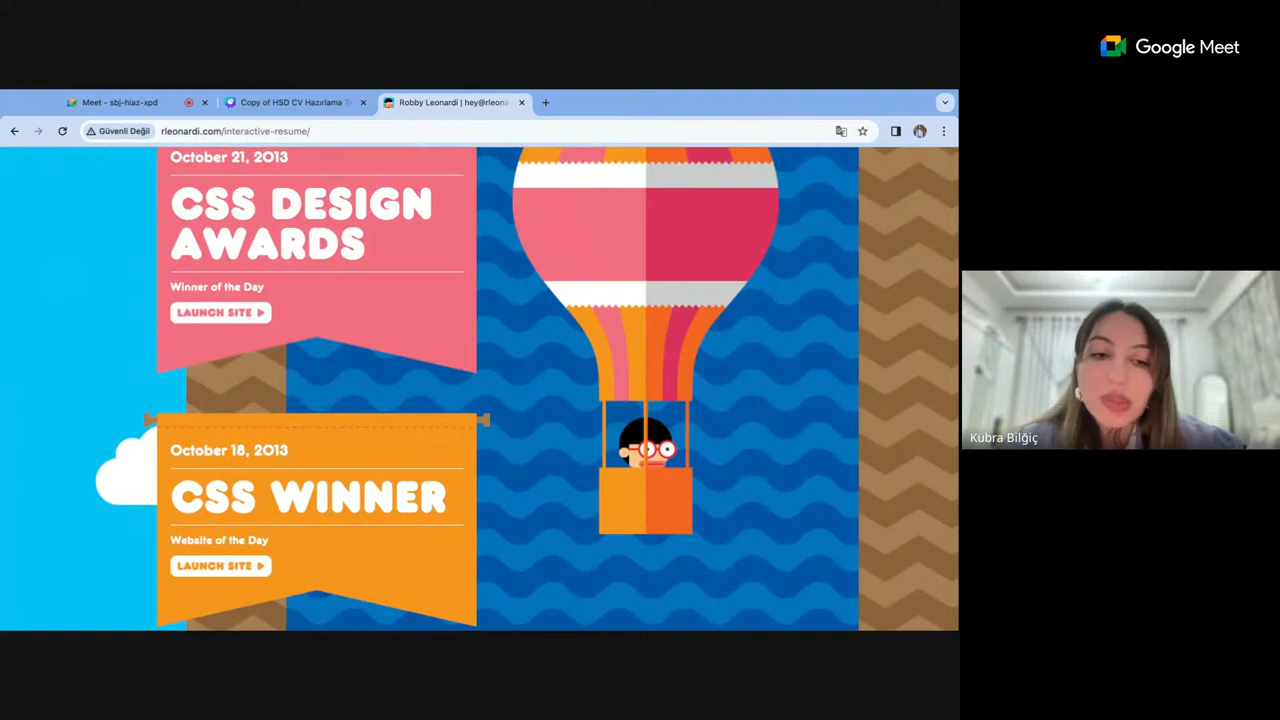 Google Meet
Meet - sbj-hiaz-xpd
Copy of HSD CV Hazırlama
Robby Leonardi | hey@rleona
Güvenli Değil
rleonardi.com/interactive-resume/
October 21, 2013
CSS DESIGN
AWARDS
Winner of the Day
LAUNCH SITE
October 18, 2013
CSS WINNER
Website of the Day
LAUNCH SITE
Kübra Bilğiç